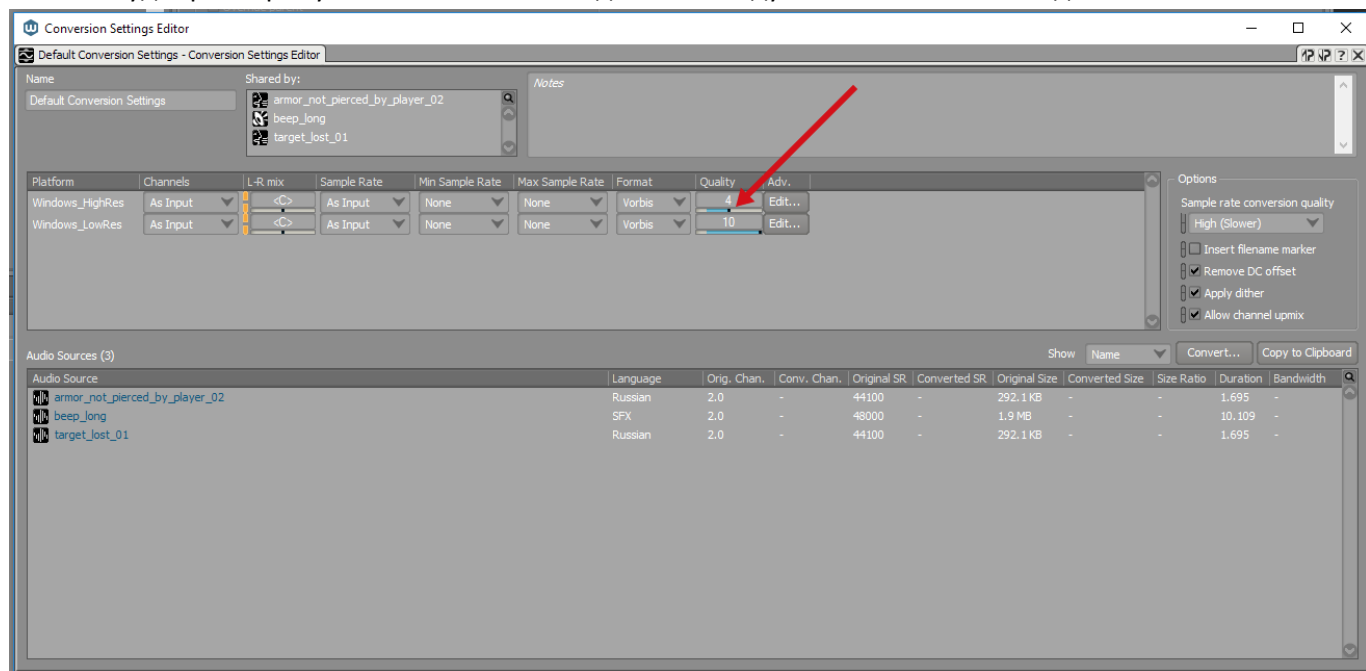 Conversion Settings Editor
Default Conversion Settings - Conversion Settings Editor
Name Shared by: Notes
Default Conversion Settings
armor_not_pierced_by_player_02
beep_long
target_lost_01
Platform Channels L-R mix Sample Rate Min Sample Rate Max Sample Rate Format Quality Adv.
Windows_HighRes As Input <C> As Input None None Vorbis 4 Edit...
Windows_LowRes As Input <C> As Input None None Vorbis 10 Edit...
Options
Sample rate conversion quality
High (Slower)
Insert filename marker
Remove DC offset
Apply dither
Allow channel upmix
Audio Sources (3) Show Name Convert... Copy to Clipboard
Audio Source Language Orig. Chan. Conv. Chan. Original SR Converted SR Original Size Converted Size Size Ratio Duration Bandwidth
armor_not_pierced_by_player_02 Russian 2.0 - 44100 - 292.1 KB - - 1.695 -
beep_long SFX 2.0 - 48000 - 1.9 MB - - 10.109 -
target_lost_01 Russian 2.0 - 44100 - 292.1 KB - - 1.695 -